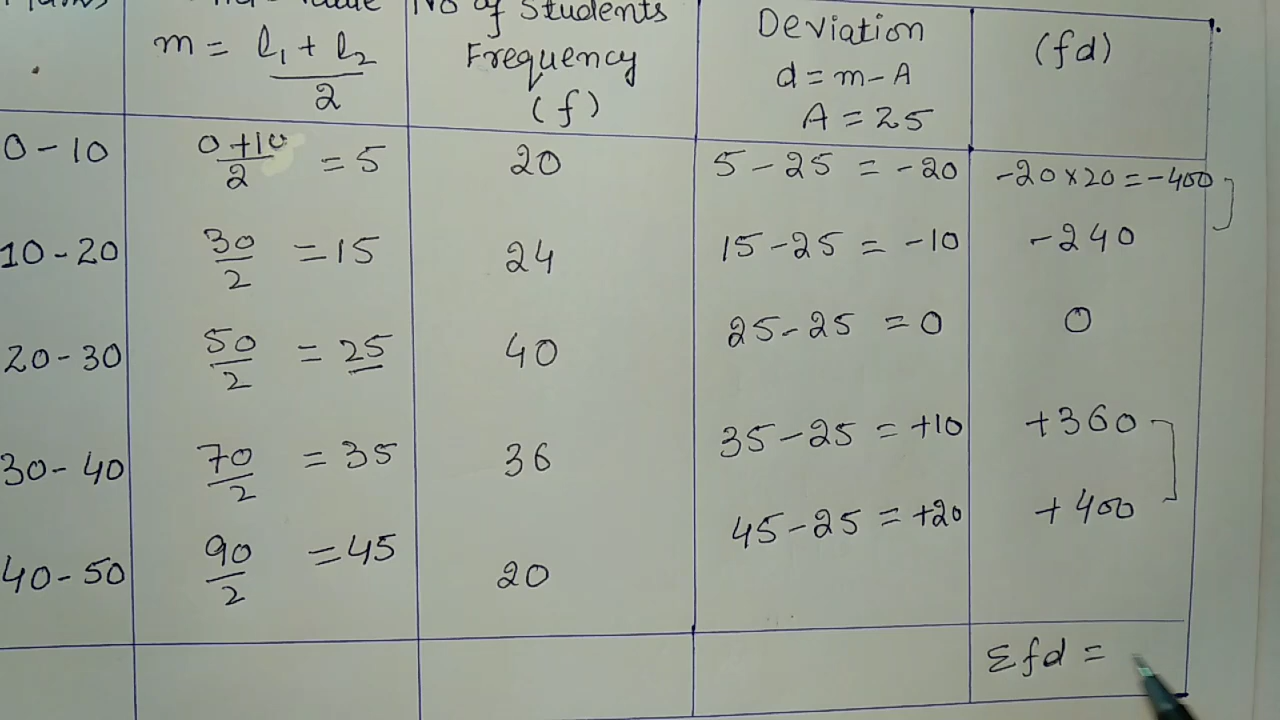 No of Students
m = l₁ + l₂ / 2
Frequency
(f)
Deviation
d = m - A
A = 25
(fd)
0 - 10
0+10/2 = 5
20
5 - 25 = -20
-20 × 20 = -400
10 - 20
30/2 = 15
24
15 - 25 = -10
-240
20 - 30
50/2 = 25
40
25 - 25 = 0
0
30 - 40
70/2 = 35
36
35 - 25 = +10
+360
40 - 50
90/2 = 45
20
45 - 25 = +20
+400
Σfd =